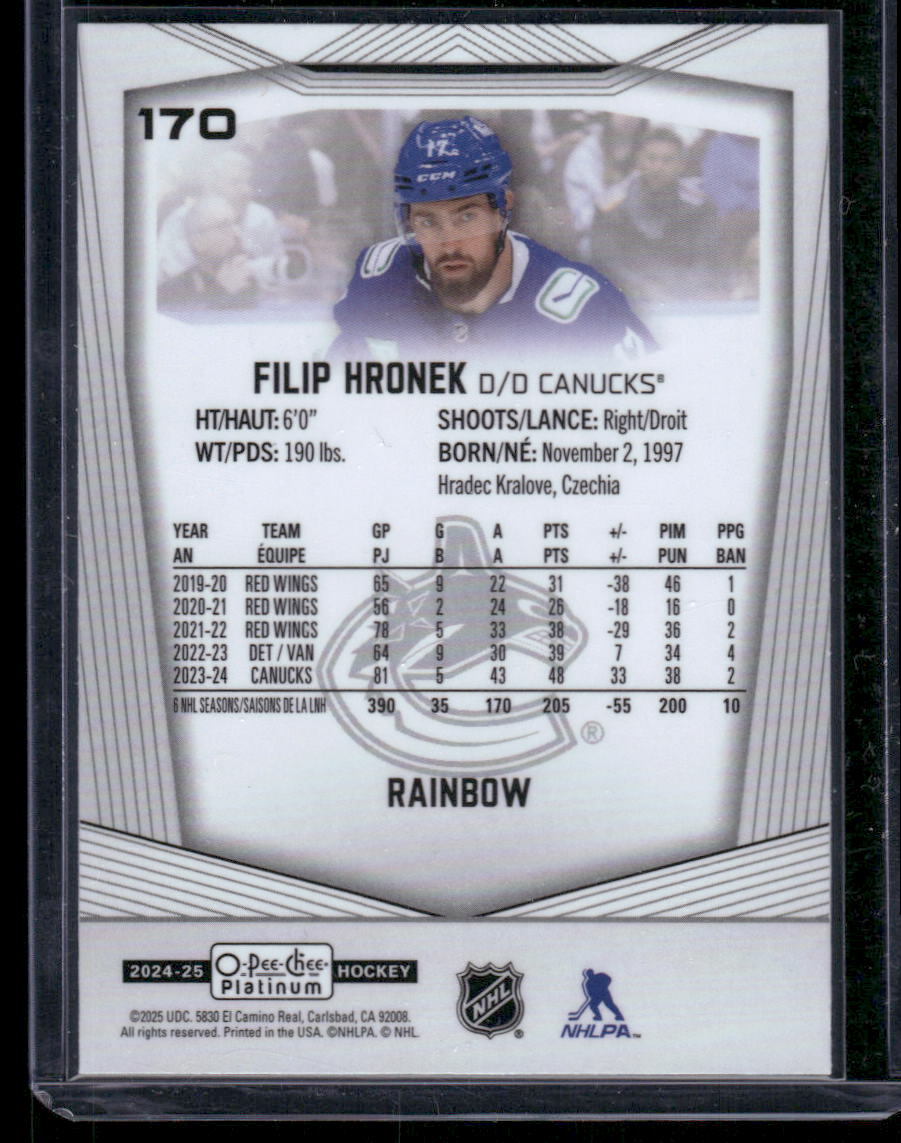 170
17
CCM
FILIP HRONEK D/D CANUCKS®
HT/HAUT: 6'0" SHOOTS/LANCE: Right/Droit
WT/PDS: 190 lbs. BORN/NÉ: November 2, 1997
Hradec Kralove, Czechia
YEAR TEAM GP G A PTS +/- PIM PPG
AN ÉQUIPE PJ B A PTS +/- PUN BAN
2019-20 RED WINGS 65 9 22 31 -38 46 1
2020-21 RED WINGS 56 2 24 26 -18 16 0
2021-22 RED WINGS 78 5 33 38 -29 36 2
2022-23 DET / VAN 64 9 30 39 7 34 4
2023-24 CANUCKS 81 5 43 48 33 38 2
6 NHL SEASONS/SAISONS DE LA LNH 390 35 170 205 -55 200 10
®
RAINBOW
2024-25 O-Pee-Chee® Platinum HOCKEY
©2025 UDC. 5830 El Camino Real, Carlsbad, CA 92008.
All rights reserved. Printed in the USA. ©NHLPA. © NHL.
NHL ®
NHLPA™